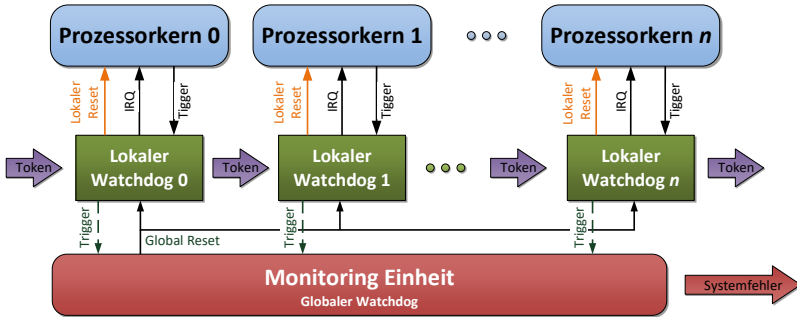 Prozessorkern 0
Prozessorkern 1
Prozessorkern n
Lokaler
Reset
IRQ
Tigger
Lokaler
Reset
IRQ
Tigger
Lokaler
Reset
IRQ
Tigger
Token
Lokaler
Watchdog 0
Token
Lokaler
Watchdog 1
Token
Lokaler
Watchdog n
Token
Trigger
Global Reset
Trigger
Trigger
Monitoring Einheit
Globaler Watchdog
Systemfehler